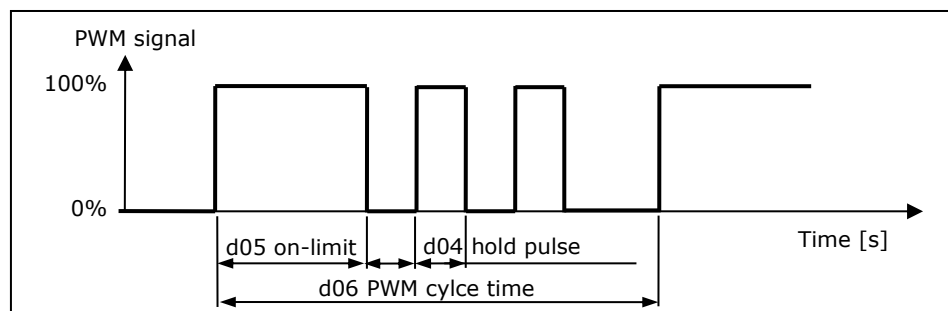 PWM signal
100%
0%
Time [s]
d05 on-limit
d04 hold pulse
d06 PWM cylce time